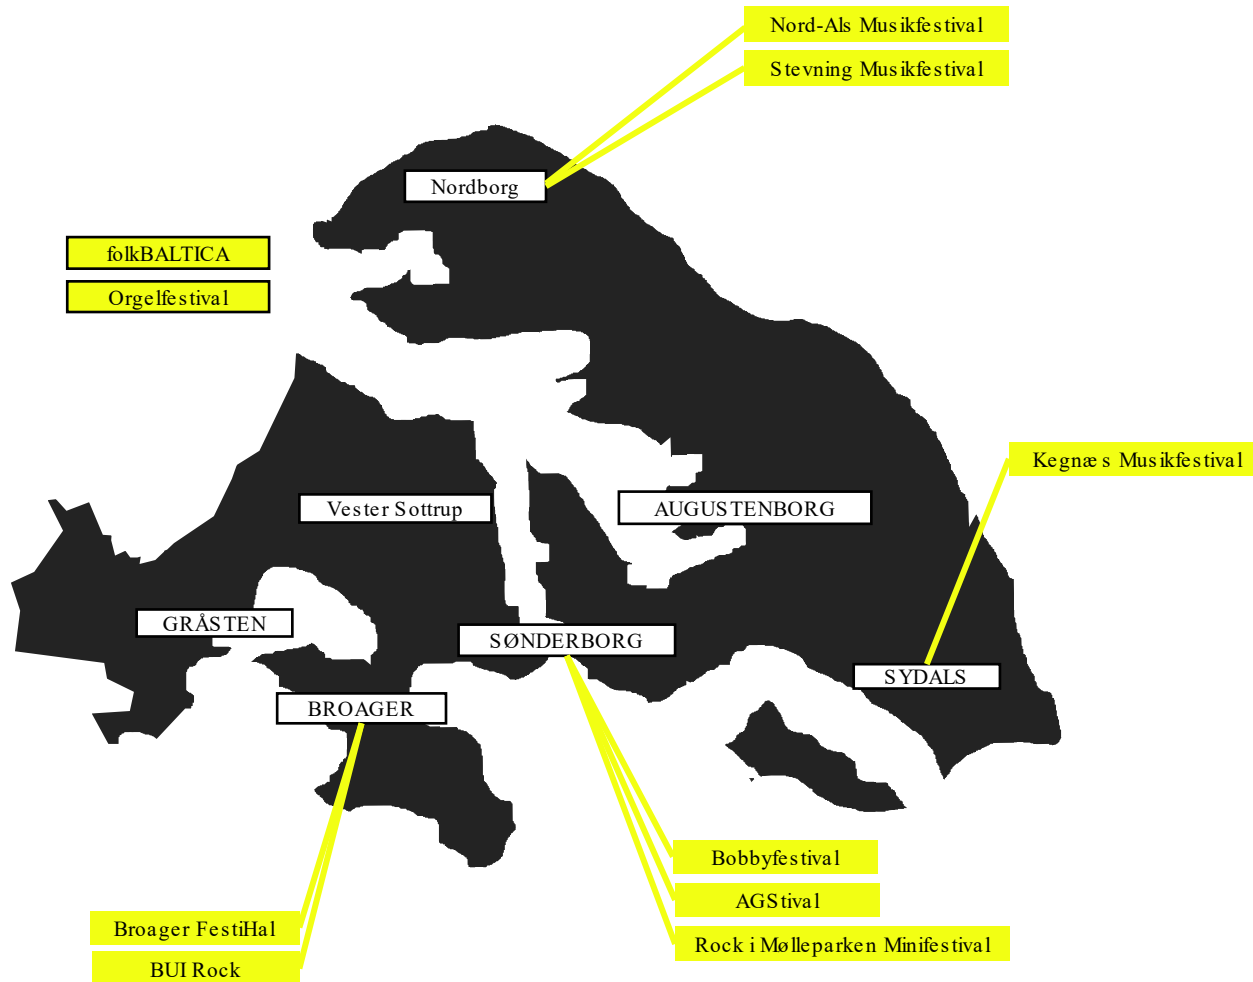 Nord-Als Musikfestival
Stevning Musikfestival
Nordborg
folkBALTICA
Orgelfestival
Kegnæs Musikfestival
Vester Sottrup
AUGUSTENBORG
GRÅSTEN
SØNDERBORG
SYDALS
BROAGER
Bobbyfestival
AGStival
Broager FestiHal
Rock i Mølleparken Minifestival
BUI Rock